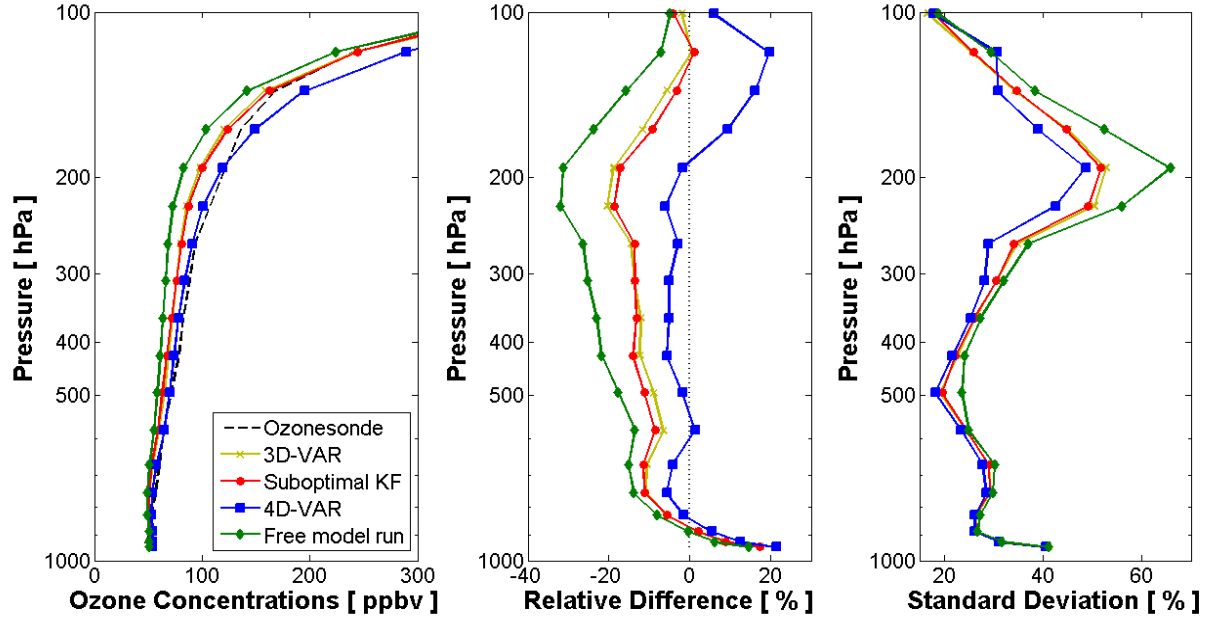 100
200
300
400
500
1000
Pressure [ hPa]
0
100
200
300
Ozone Concentrations [ ppbv ]
Ozonesonde
3D-VAR
Suboptimal KF
4D-VAR
Free model run
100
200
300
400
500
1000
Pressure [ hPa]
-40
-20
0
20
Relative Difference [ % ]
100
200
300
400
500
1000
Pressure [ hPa]
20
40
60
Standard Deviation [ % ]